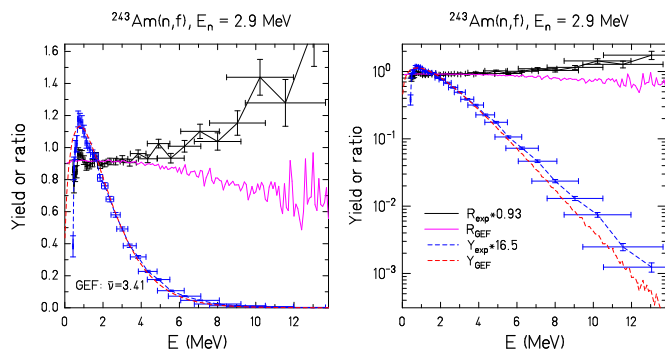 ²⁴³Am(n,f), Eₙ = 2.9 MeV
Yield or ratio
1.6
1.4
1.2
1.0
0.8
0.6
0.4
0.2
0.0
GEF: ν̄=3.41
0 2 4 6 8 10 12
E (MeV)
²⁴³Am(n,f), Eₙ = 2.9 MeV
Yield or ratio
10⁰
10⁻¹
10⁻²
10⁻³
R_exp*0.93
R_GEF
Y_exp*16.5
Y_GEF
0 2 4 6 8 10 12
E (MeV)